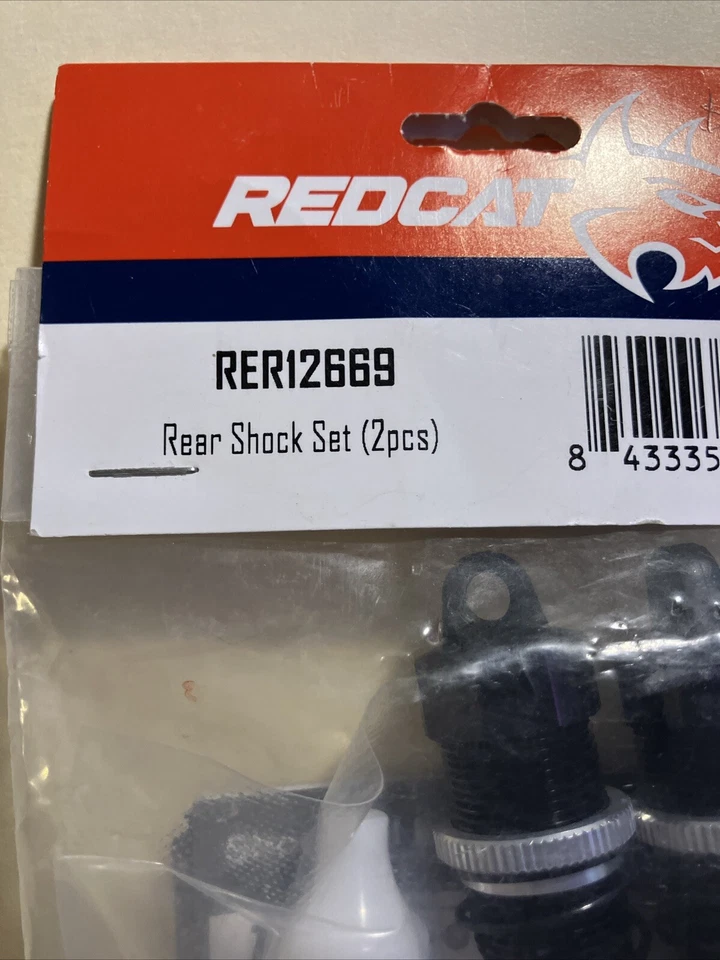 REDCAT
RER12669
Rear Shock Set (2pcs)
8 43335